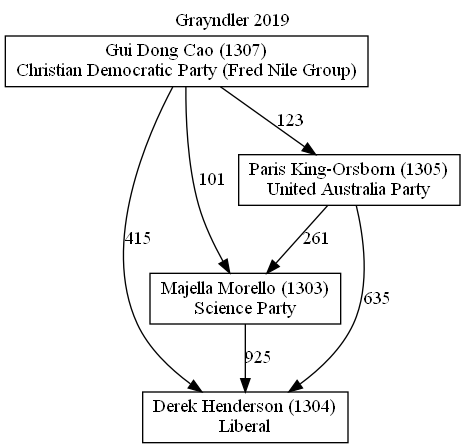 Grayndler 2019
Gui Dong Cao (1307)
Christian Democratic Party (Fred Nile Group)
123
Paris King-Orsborn (1305)
United Australia Party
101
415
261
Majella Morello (1303)
Science Party
635
925
Derek Henderson (1304)
Liberal